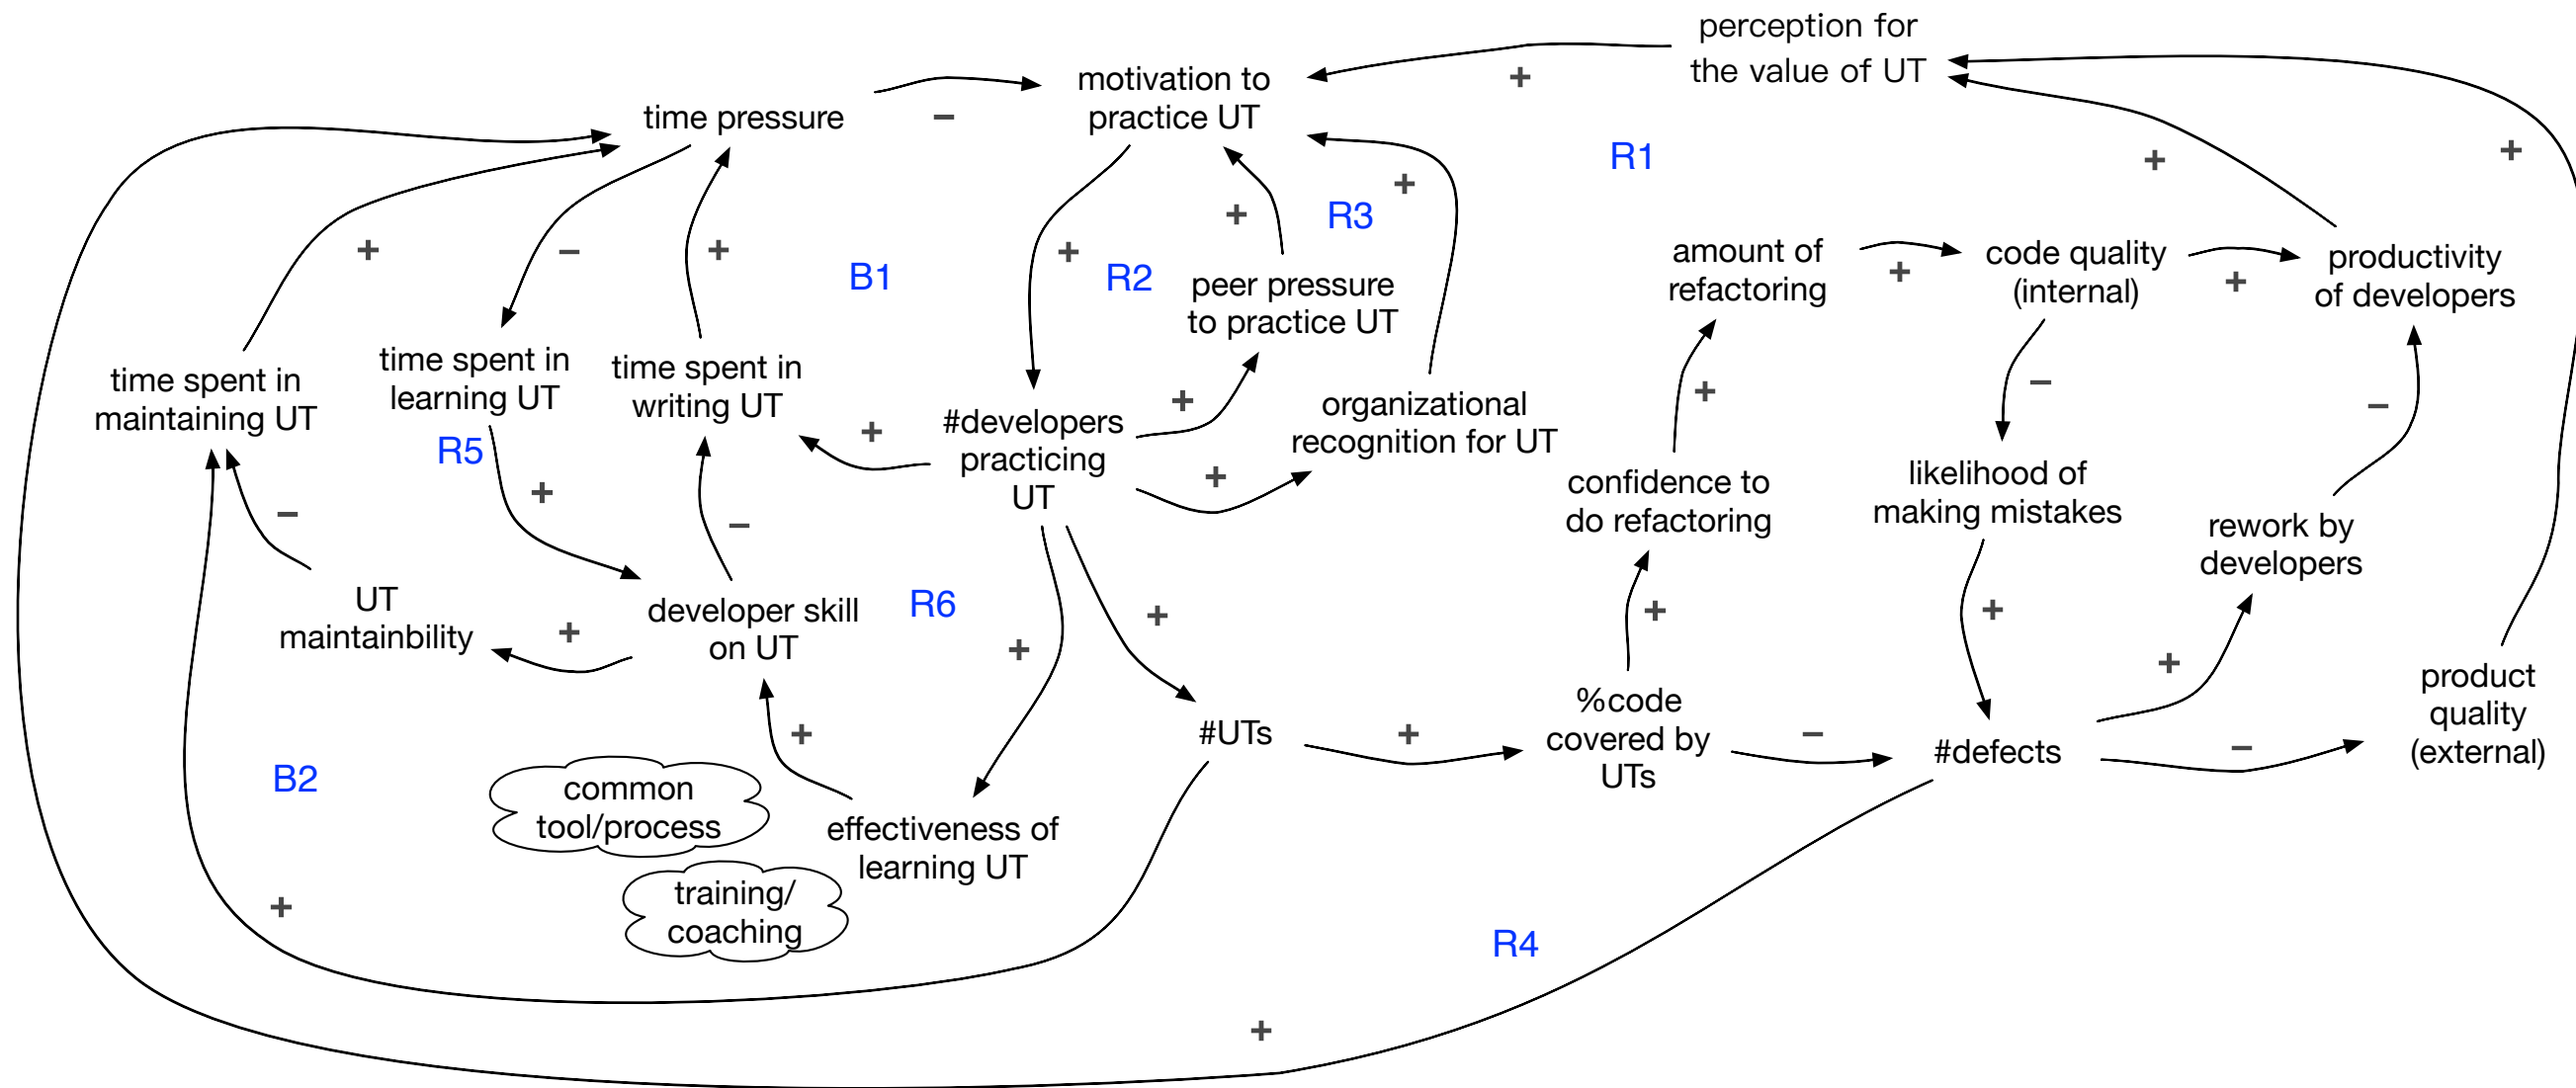 perception for
the value of UT
+
motivation to
practice UT
time pressure
−
+
+
R1
+
R3
+
+
−
+
+
B1
R2
peer pressure
to practice UT
amount of
refactoring
+
code quality
(internal)
+
productivity
of developers
time spent in
maintaining UT
time spent in
learning UT
time spent in
writing UT
+
#developers
practicing
UT
+
organizational
recognition for UT
+
−
−
R5
+
+
−
−
confidence to
do refactoring
likelihood of
making mistakes
rework by
developers
UT
maintainbility
+
developer skill
on UT
R6
+
+
+
+
+
+
#UTs
+
%code
covered by
UTs
−
#defects
−
product
quality
(external)
B2
common
tool/process
effectiveness of
learning UT
training/
coaching
+
R4
+